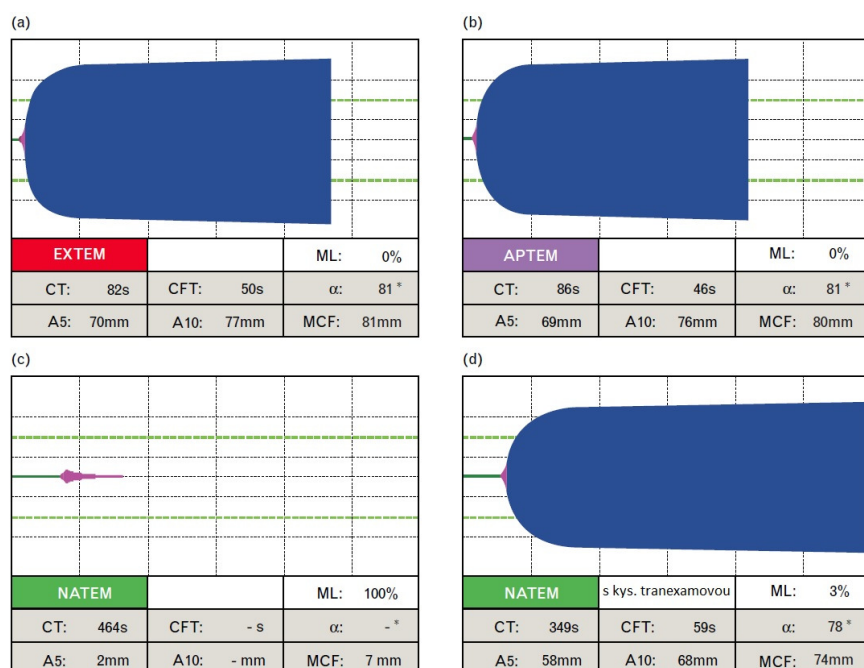 (a)
EXTEM ML: 0%
CT: 82s CFT: 50s α: 81 *
A5: 70mm A10: 77mm MCF: 81mm
(b)
APTEM ML: 0%
CT: 86s CFT: 46s α: 81 *
A5: 69mm A10: 76mm MCF: 80mm
(c)
NATEM ML: 100%
CT: 464s CFT: - s α: - *
A5: 2mm A10: - mm MCF: 7 mm
(d)
NATEM s kys. tranexamovou ML: 3%
CT: 349s CFT: 59s α: 78 *
A5: 58mm A10: 68mm MCF: 74mm